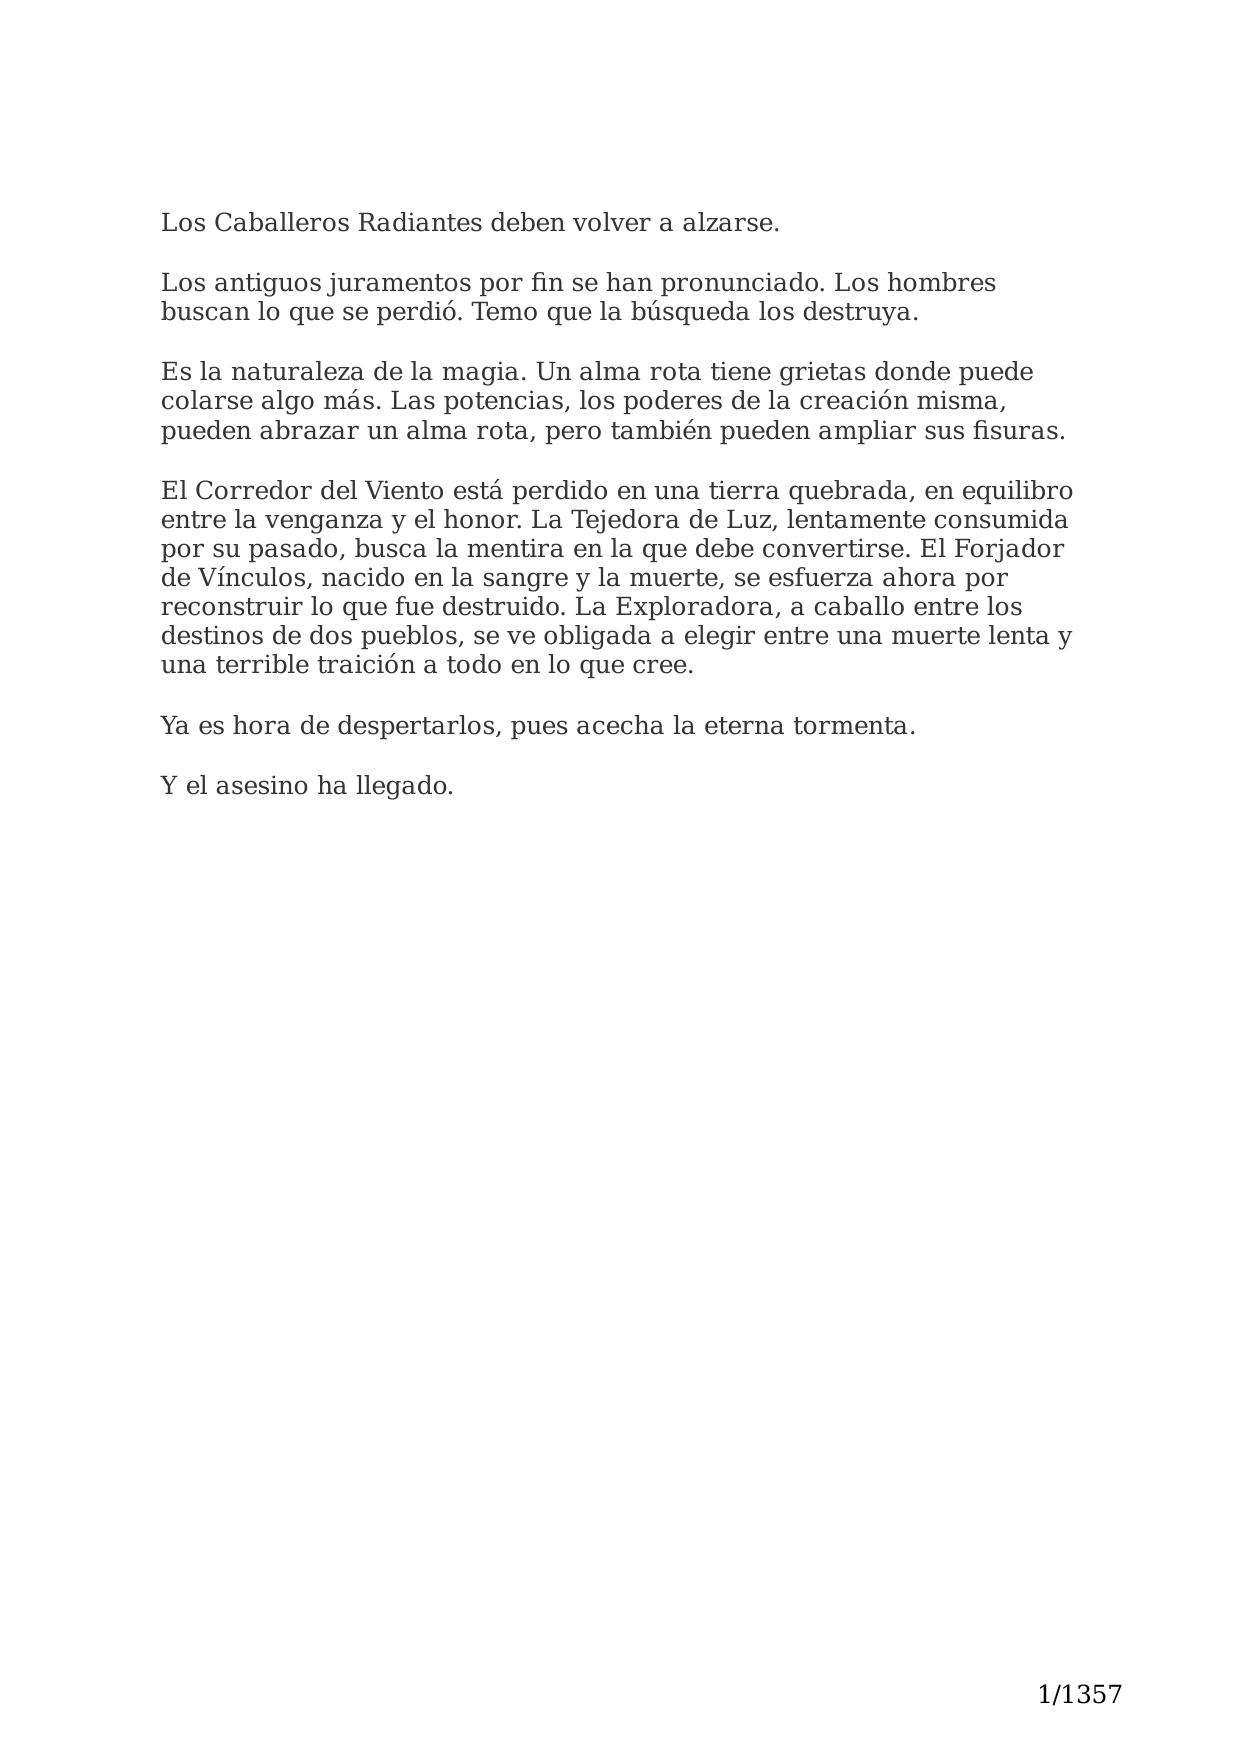 Los Caballeros Radiantes deben volver a alzarse.
Los antiguos juramentos por fin se han pronunciado. Los hombres
buscan lo que se perdió. Temo que la búsqueda los destruya.
Es la naturaleza de la magia. Un alma rota tiene grietas donde puede
colarse algo más. Las potencias, los poderes de la creación misma,
pueden abrazar un alma rota, pero también pueden ampliar sus fisuras.
El Corredor del Viento está perdido en una tierra quebrada, en equilibro
entre la venganza y el honor. La Tejedora de Luz, lentamente consumida
por su pasado, busca la mentira en la que debe convertirse. El Forjador
de Vínculos, nacido en la sangre y la muerte, se esfuerza ahora por
reconstruir lo que fue destruido. La Exploradora, a caballo entre los
destinos de dos pueblos, se ve obligada a elegir entre una muerte lenta y
una terrible traición a todo en lo que cree.
Ya es hora de despertarlos, pues acecha la eterna tormenta.
Y el asesino ha llegado.
1/1357